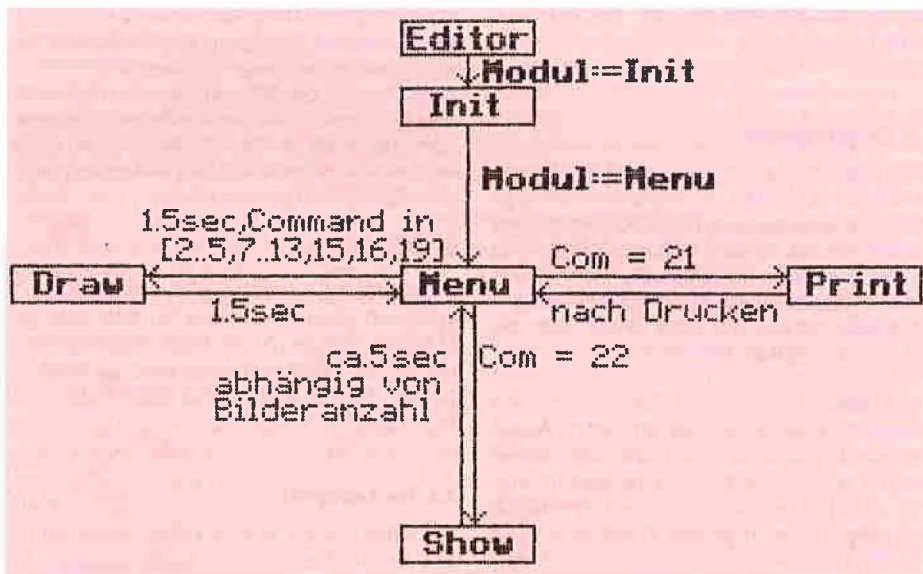 Editor
Modul:=Init
Init
Modul:=Menu
1.5sec,Command in
[2..5,7..13,15,16,19]
Com = 21
Draw
Menu
Print
1.5sec
nach Drucken
ca.5sec
abhängig von
Bilderanzahl
Com = 22
Show